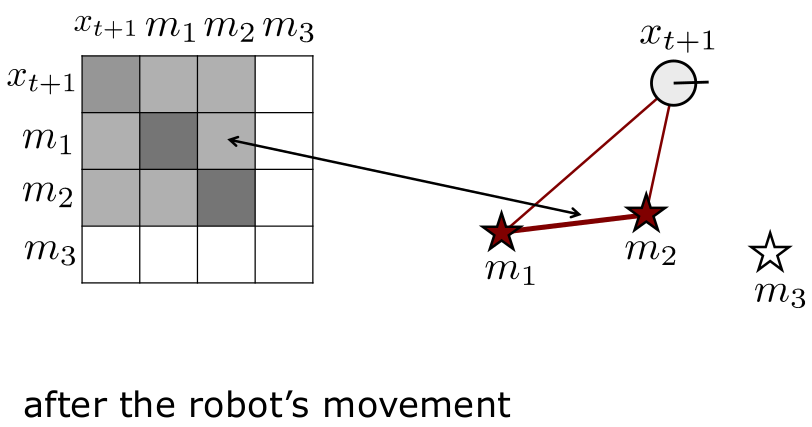 x_{t+1} m_1 m_2 m_3
x_{t+1}
m_1
m_2
m_3
x_{t+1}
m_1
m_2
m_3
after the robot's movement